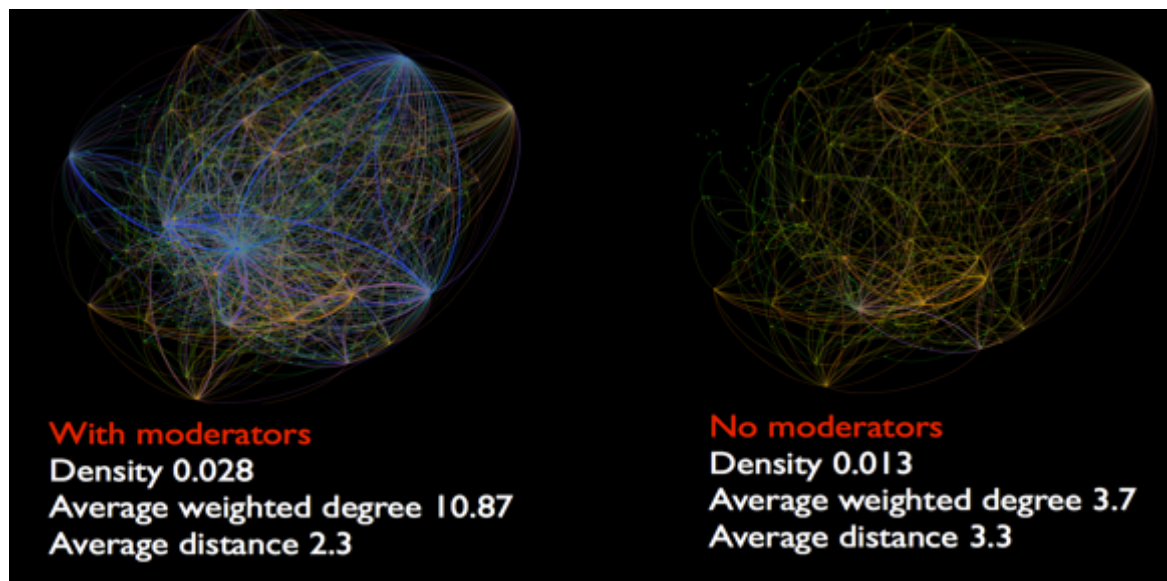 With moderators
Density 0.028
Average weighted degree 10.87
Average distance 2.3
No moderators
Density 0.013
Average weighted degree 3.7
Average distance 3.3